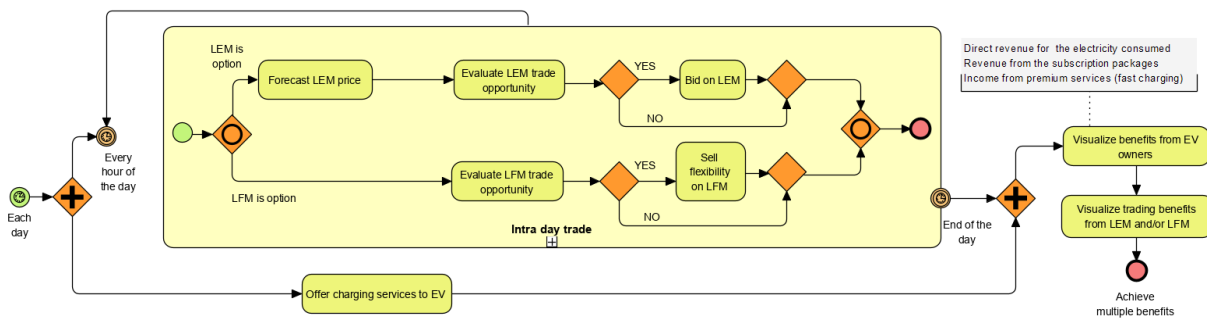 LEM is
option
Forecast LEM price
Evaluate LEM trade
opportunity
YES
Bid on LEM
NO
Direct revenue for the electricity consumed
Revenue from the subscription packages
Income from premium services (fast charging)
Every
hour of
the day
Each
day
LFM is option
Evaluate LFM trade
opportunity
YES
Sell
flexibility
on LFM
NO
Intra day trade
End of the
day
Visualize benefits from EV
owners
Visualize trading benefits
from LEM and/or LFM
Offer charging services to EV
Achieve
multiple benefits